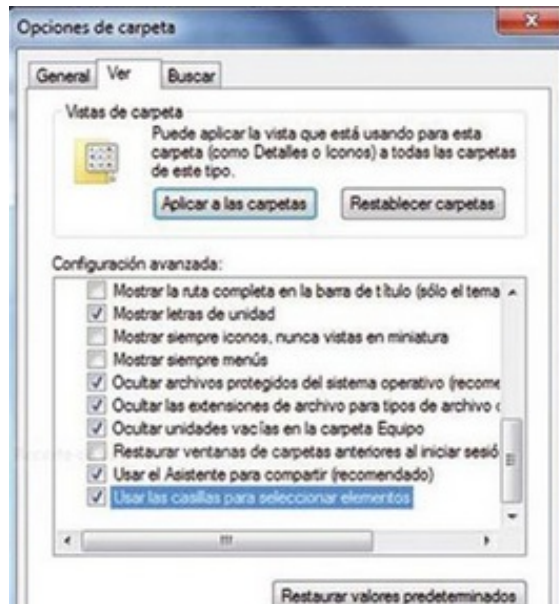 Opciones de carpeta
General Ver Buscar
Vistas de carpeta
Puede aplicar la vista que está usando para esta
carpeta (como Detalles o Iconos) a todas las carpetas
de este tipo.
Aplicar a las carpetas Restablecer carpetas
Configuración avanzada:
Mostrar la ruta completa en la barra de título (sólo el tema
Mostrar letras de unidad
Mostrar siempre iconos, nunca vistas en miniatura
Mostrar siempre menús
Ocultar archivos protegidos del sistema operativo (recome
Ocultar las extensiones de archivo para tipos de archivo c
Ocultar unidades vacías en la carpeta Equipo
Restaurar ventanas de carpetas anteriores al iniciar sesió
Usar el Asistente para compartir (recomendado)
Usar las casillas para seleccionar elementos
Restaurar valores predeterminados